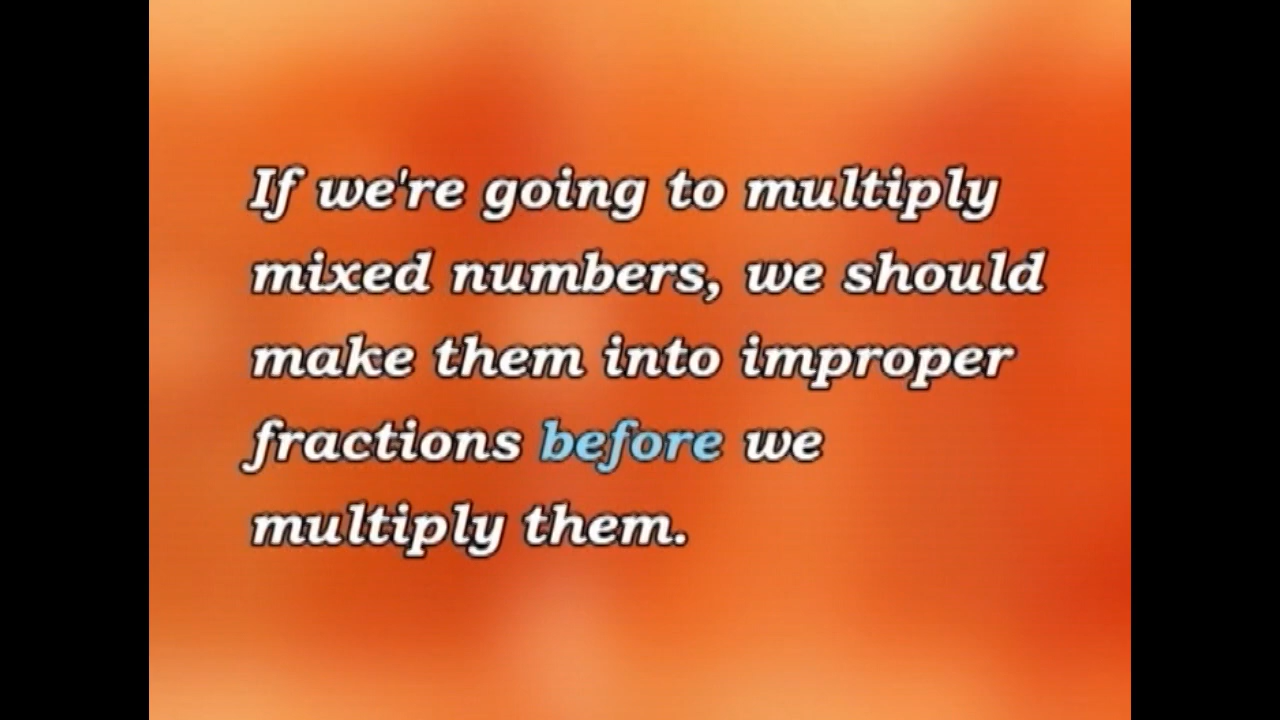 If we're going to multiply
mixed numbers, we should
make them into improper
fractions before we
multiply them.